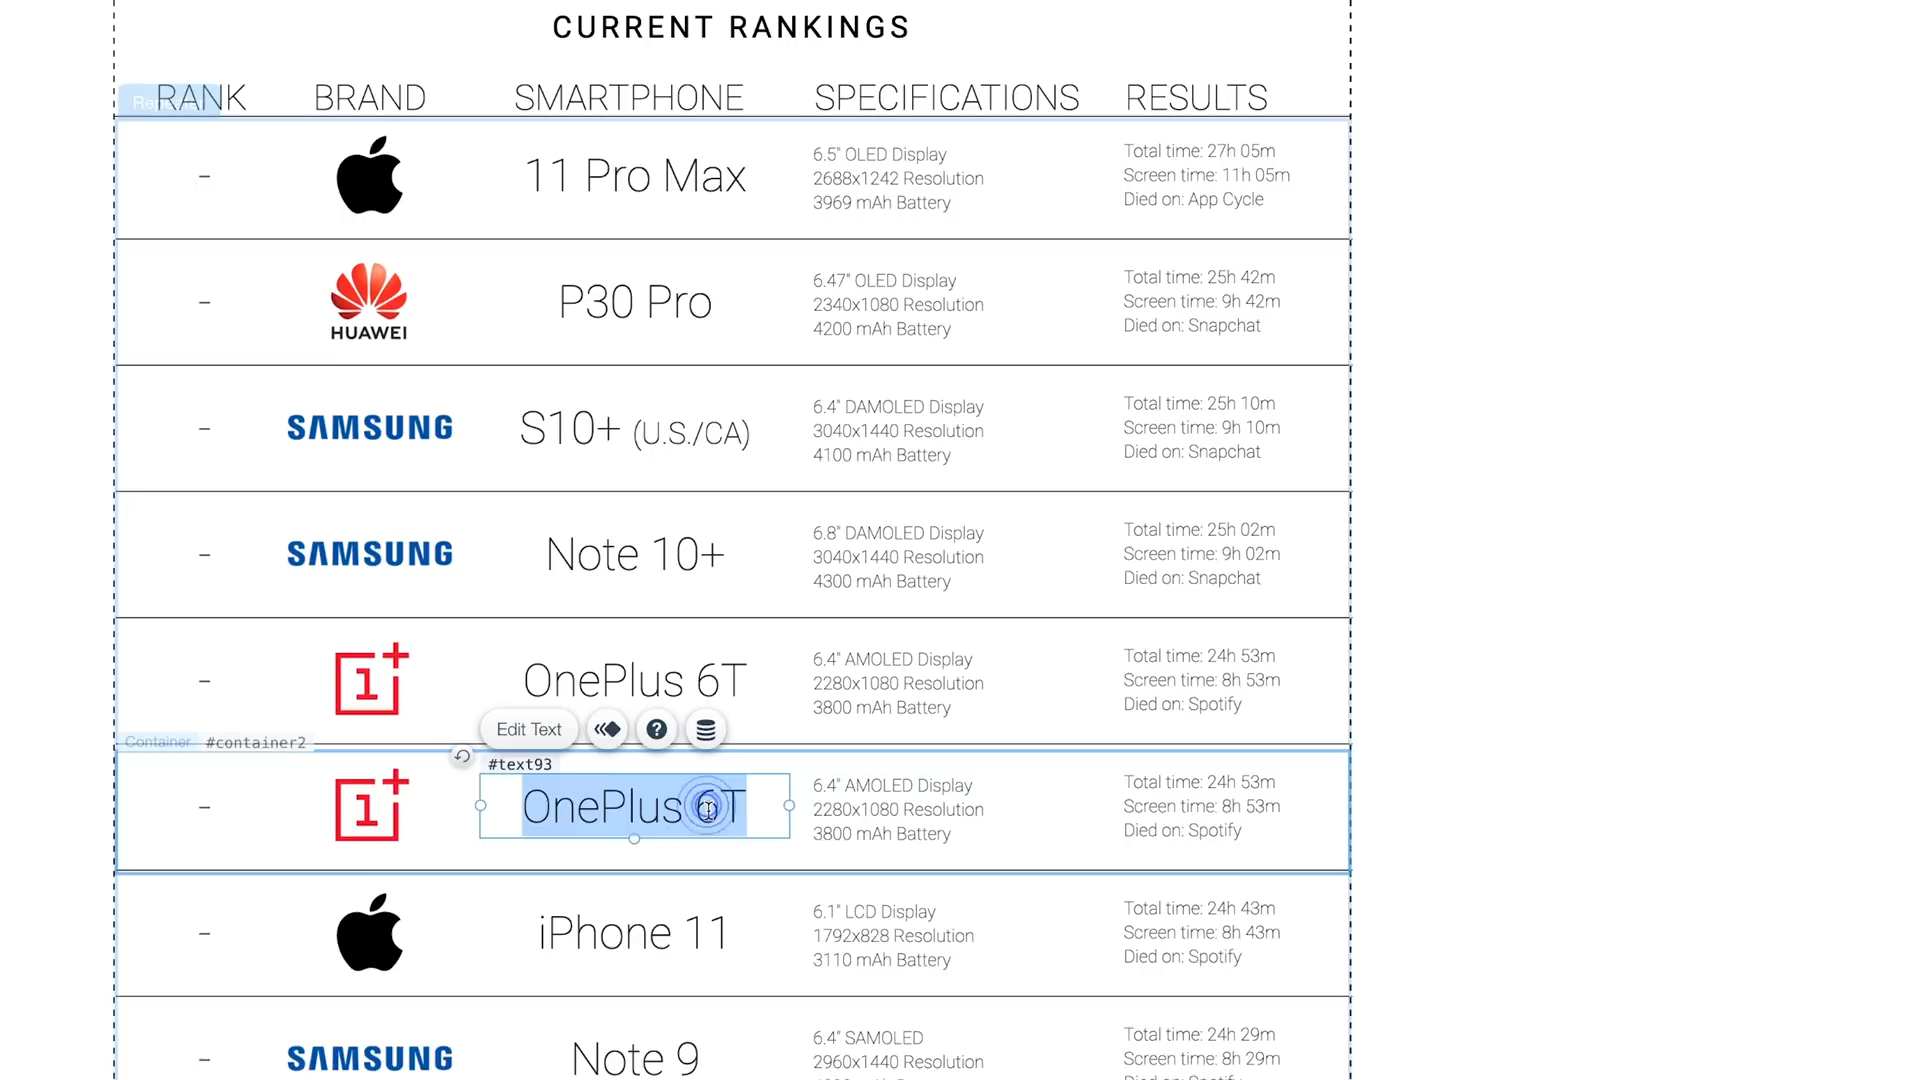 CURRENT RANKINGS
Repeater
RANK BRAND SMARTPHONE SPECIFICATIONS RESULTS
– 11 Pro Max
6.5" OLED Display
2688x1242 Resolution
3969 mAh Battery
Total time: 27h 05m
Screen time: 11h 05m
Died on: App Cycle
– HUAWEI P30 Pro
6.47" OLED Display
2340x1080 Resolution
4200 mAh Battery
Total time: 25h 42m
Screen time: 9h 42m
Died on: Snapchat
– SAMSUNG S10+ (U.S./CA)
6.4" DAMOLED Display
3040x1440 Resolution
4100 mAh Battery
Total time: 25h 10m
Screen time: 9h 10m
Died on: Snapchat
– SAMSUNG Note 10+
6.8" DAMOLED Display
3040x1440 Resolution
4300 mAh Battery
Total time: 25h 02m
Screen time: 9h 02m
Died on: Snapchat
– 1+ OnePlus 6T
6.4" AMOLED Display
2280x1080 Resolution
3800 mAh Battery
Total time: 24h 53m
Screen time: 8h 53m
Died on: Spotify
Edit Text ?
Container #container2
#text93
– 1+ OnePlus 6T
6.4" AMOLED Display
2280x1080 Resolution
3800 mAh Battery
Total time: 24h 53m
Screen time: 8h 53m
Died on: Spotify
– iPhone 11
6.1" LCD Display
1792x828 Resolution
3110 mAh Battery
Total time: 24h 43m
Screen time: 8h 43m
Died on: Spotify
– SAMSUNG Note 9
6.4" SAMOLED
2960x1440 Resolution
Total time: 24h 29m
Screen time: 8h 29m